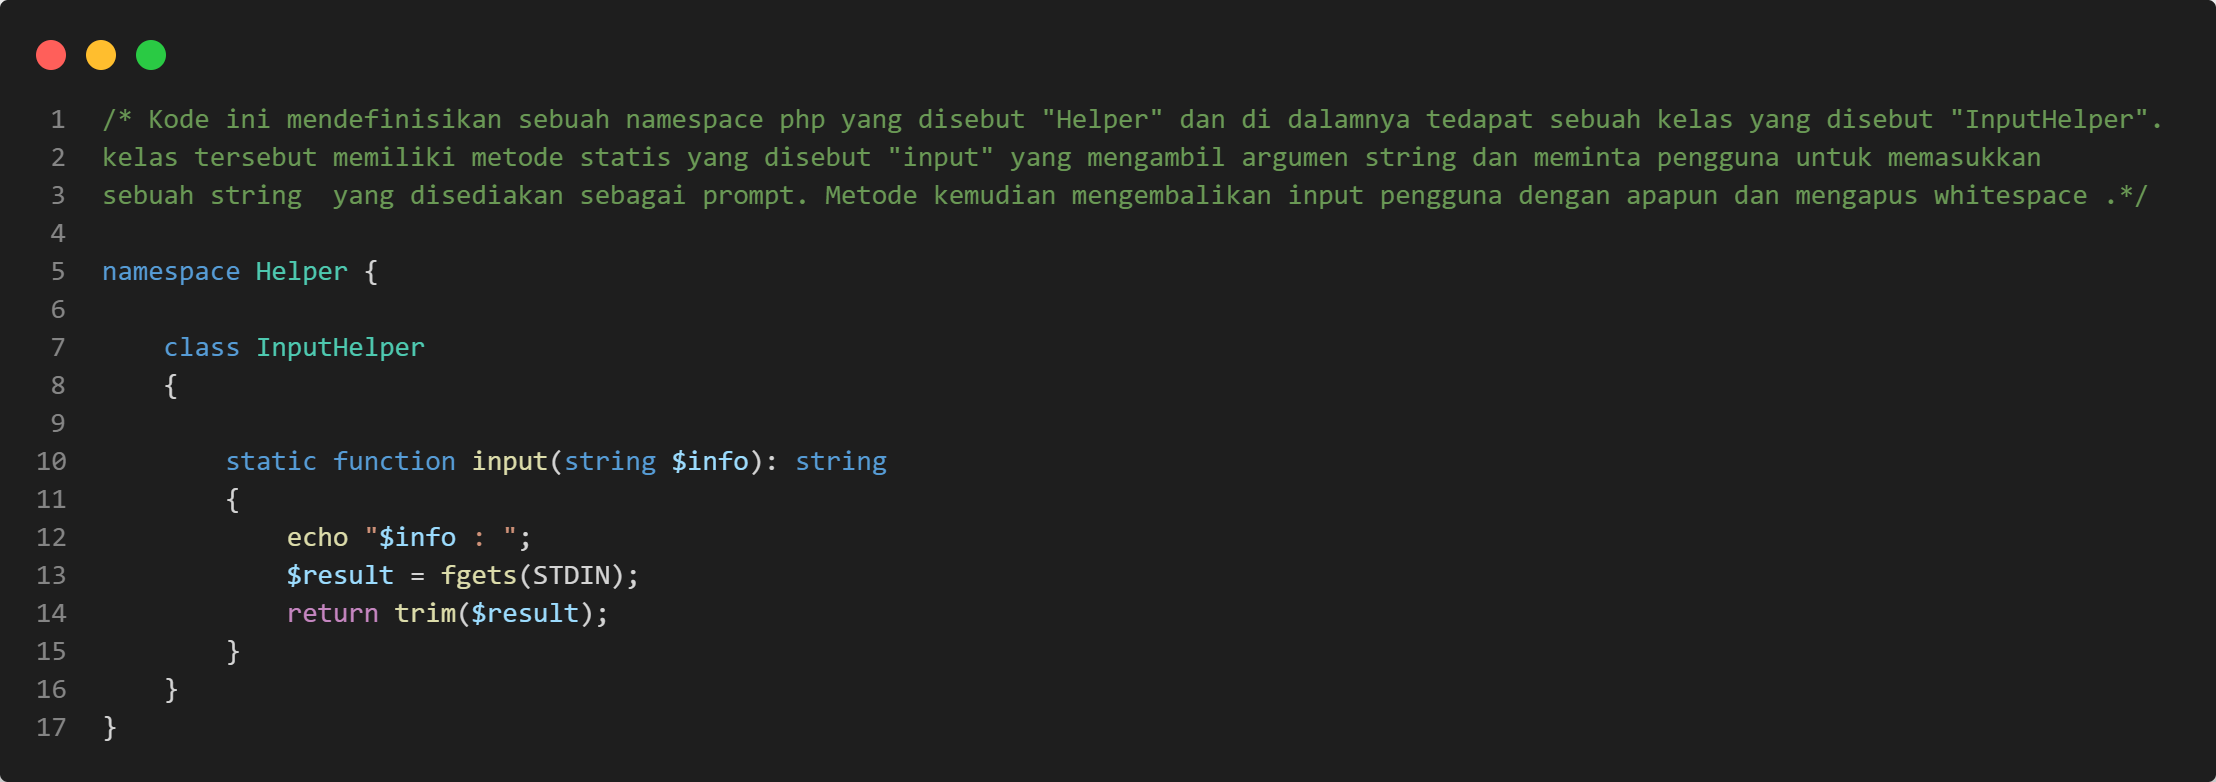 1 /* Kode ini mendefinisikan sebuah namespace php yang disebut "Helper" dan di dalamnya tedapat sebuah kelas yang disebut "InputHelper".
2 kelas tersebut memiliki metode statis yang disebut "input" yang mengambil argumen string dan meminta pengguna untuk memasukkan
3 sebuah string  yang disediakan sebagai prompt. Metode kemudian mengembalikan input pengguna dengan apapun dan mengapus whitespace .*/
4
5 namespace Helper {
6
7     class InputHelper
8     {
9
10         static function input(string $info): string
11         {
12             echo "$info : ";
13             $result = fgets(STDIN);
14             return trim($result);
15         }
16     }
17 }